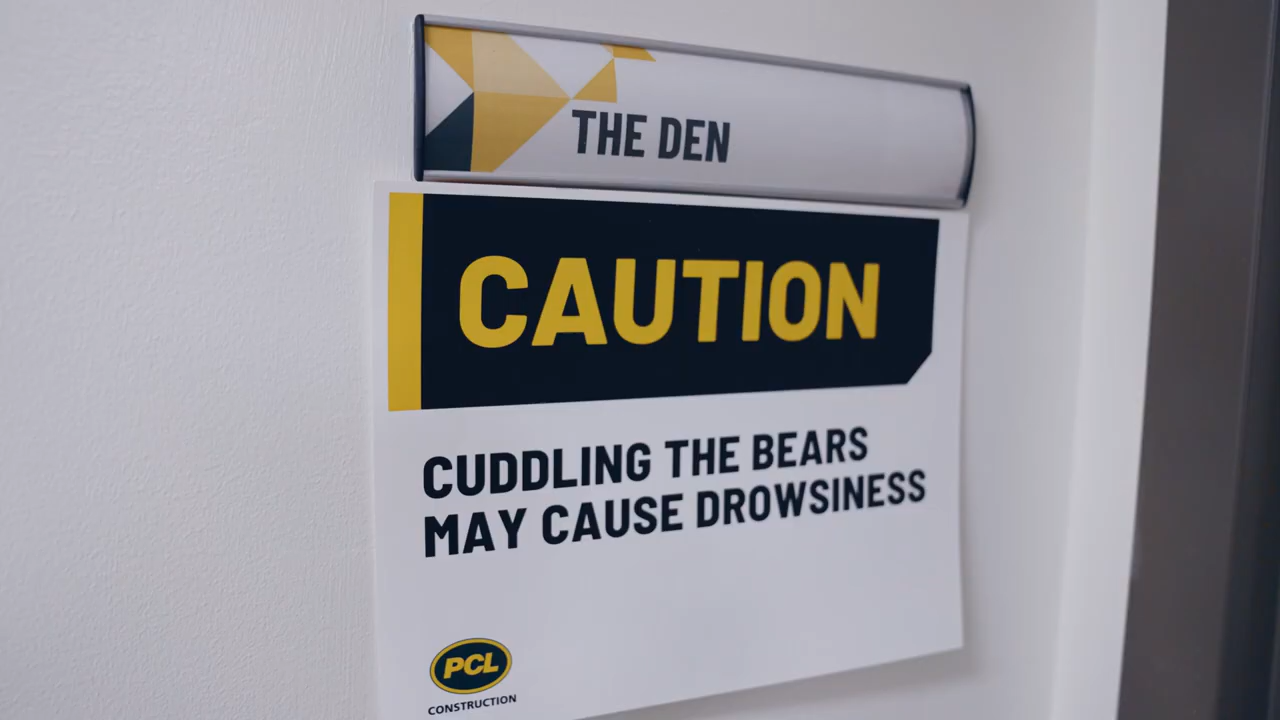 THE DEN
CAUTION
CUDDLING THE BEARS
MAY CAUSE DROWSINESS
PCL
CONSTRUCTION